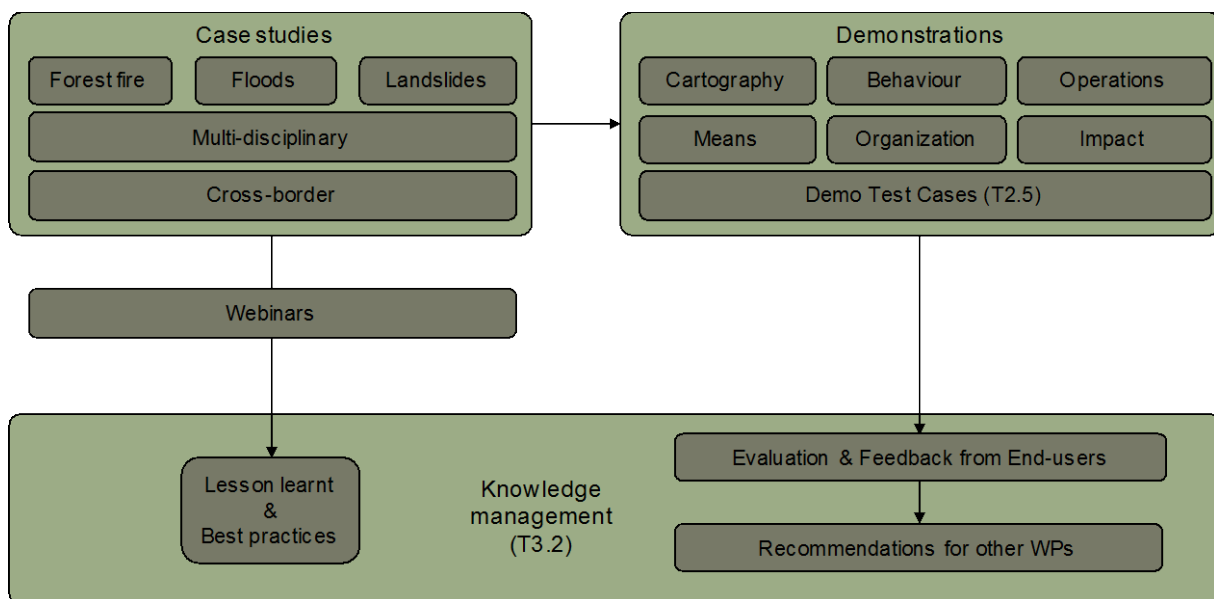 Case studies
Forest fire
Floods
Landslides
Multi-disciplinary
Cross-border
Demonstrations
Cartography
Behaviour
Operations
Means
Organization
Impact
Demo Test Cases (T2.5)
Webinars
Lesson learnt
&
Best practices
Knowledge
management
(T3.2)
Evaluation & Feedback from End-users
Recommendations for other WPs